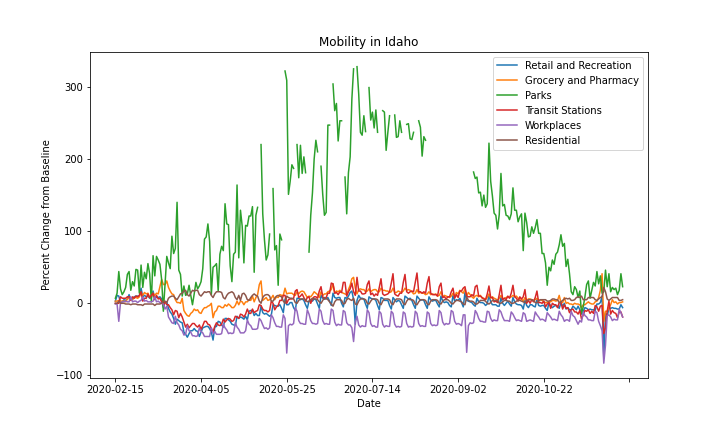 Mobility in Idaho
Percent Change from Baseline
300
200
100
0
−100
Retail and Recreation
Grocery and Pharmacy
Parks
Transit Stations
Workplaces
Residential
2020-02-15
2020-04-05
2020-05-25
2020-07-14
2020-09-02
2020-10-22
Date